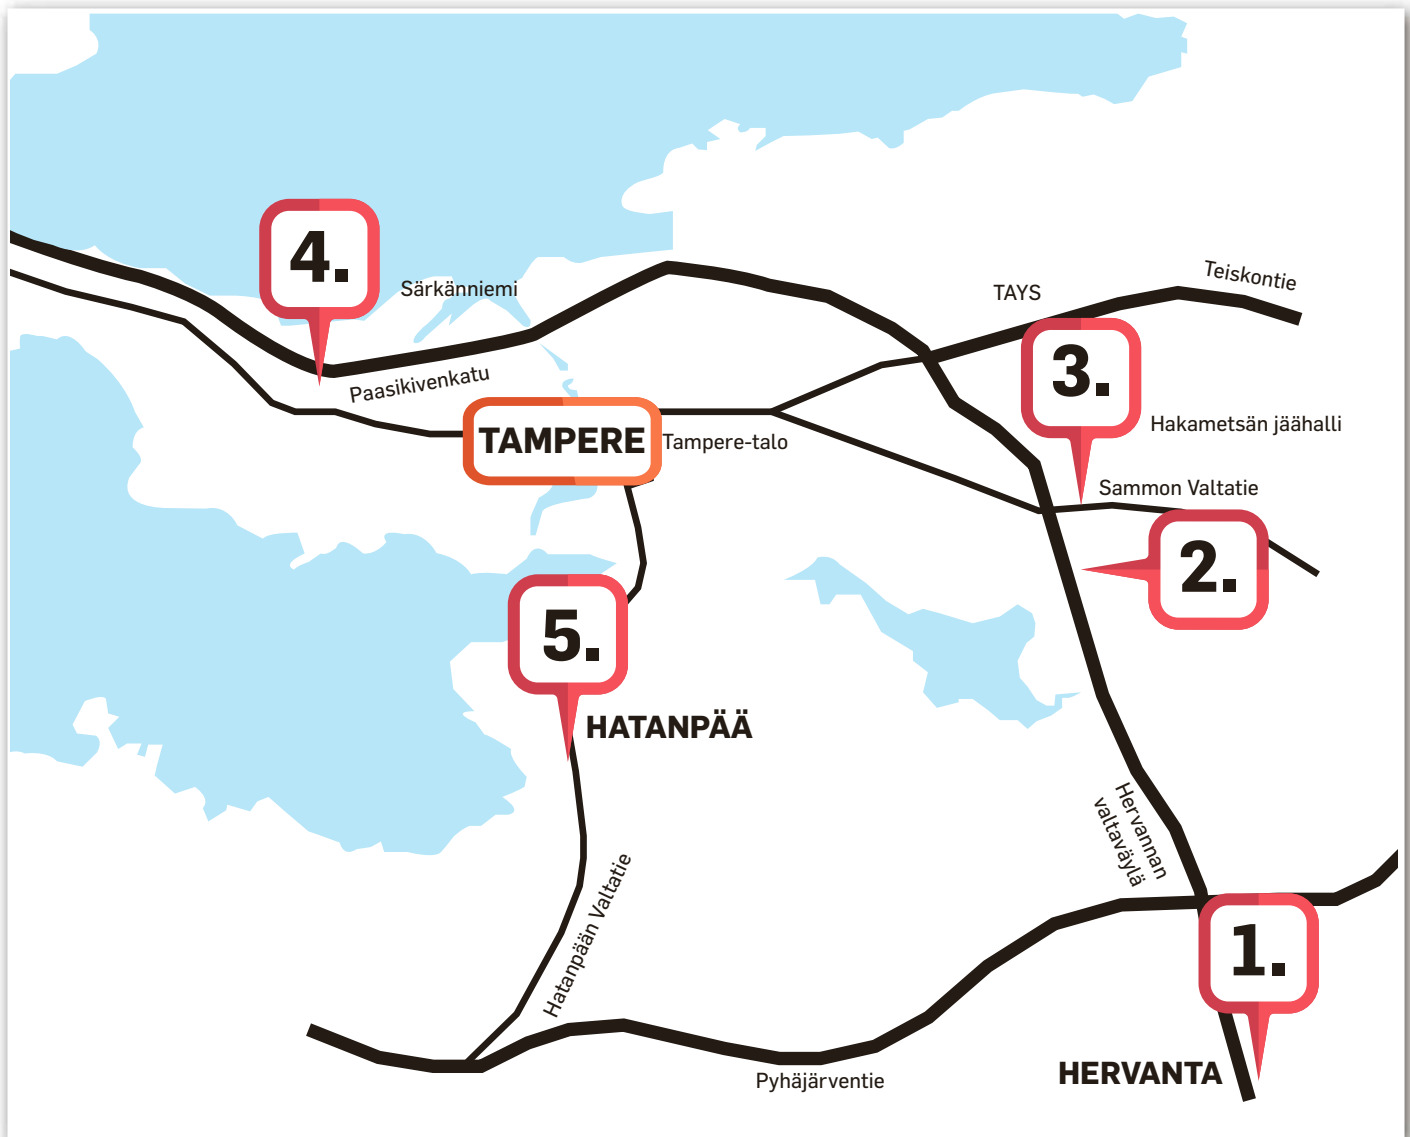 4.
Särkänniemi
TAYS
Teiskontie
3.
Paasikivenkatu
TAMPERE
Tampere-talo
Hakametsän jäähalli
Sammon Valtatie
2.
5.
HATANPÄÄ
Hervannan
valtaväylä
Hatanpään Valtatie
1.
HERVANTA
Pyhäjärventie